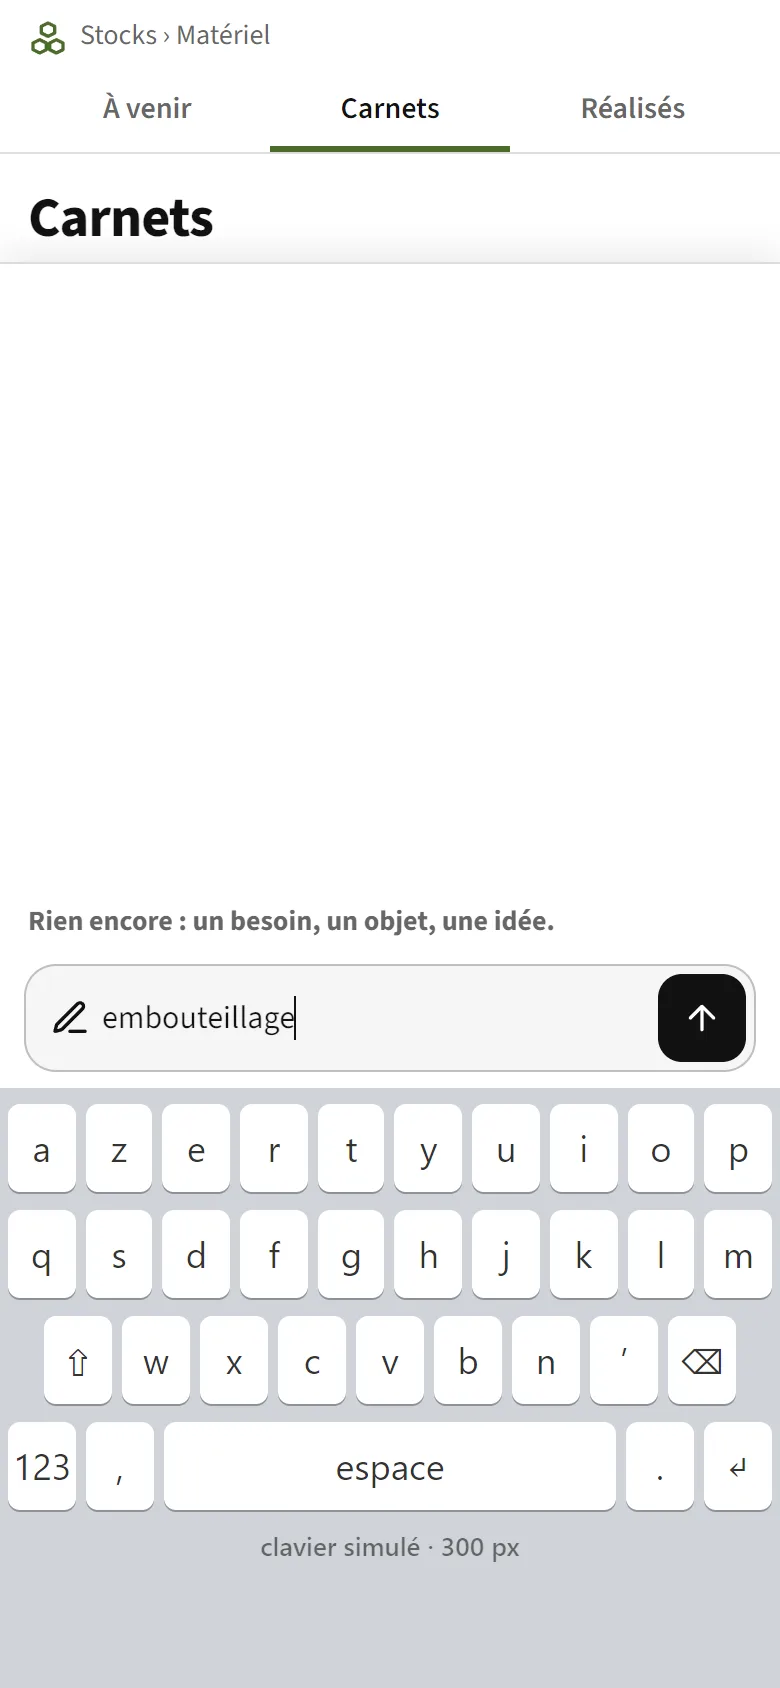 Stocks › Matériel
À venir Carnets Réalisés
Carnets
Rien encore : un besoin, un objet, une idée.
embouteillage
a z e r t y u i o p
q s d f g h j k l m
⇧ w x c v b n ' ⌫
123 , espace . ↵
clavier simulé · 300 px